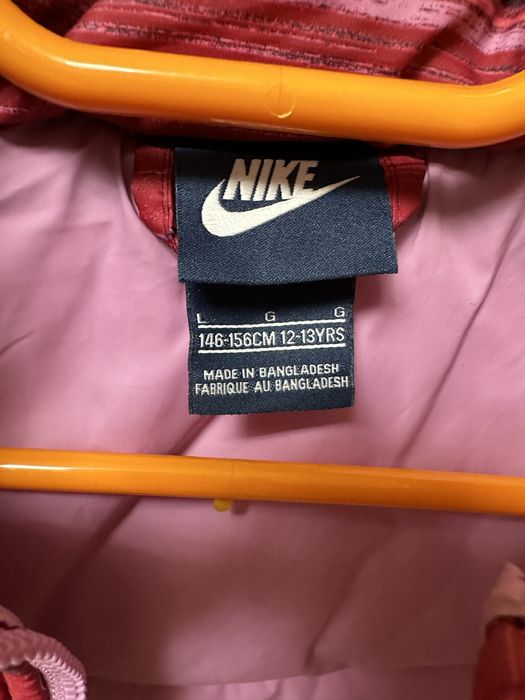 NIKE
L G G
146-156CM 12-13YRS
MADE IN BANGLADESH
FABRIQUE AU BANGLADESH